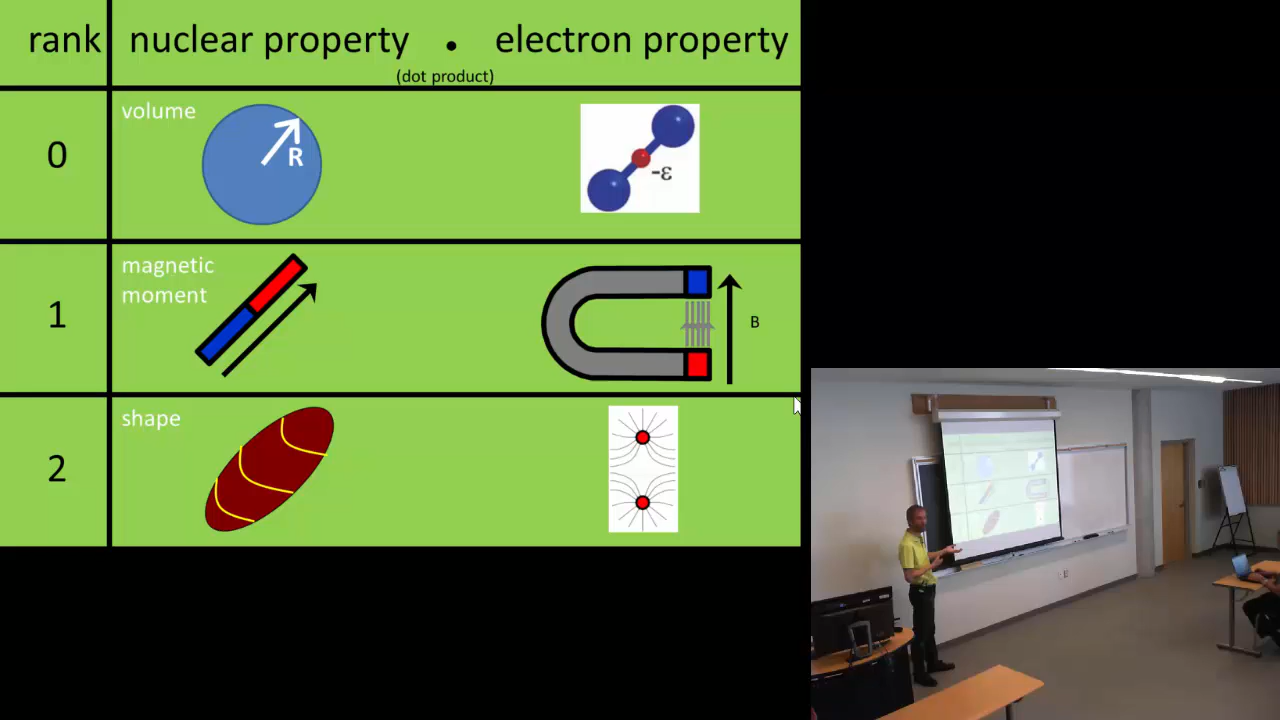 rank nuclear property • electron property
(dot product)
volume
0
R
-ε
magnetic
moment
1
B
shape
2